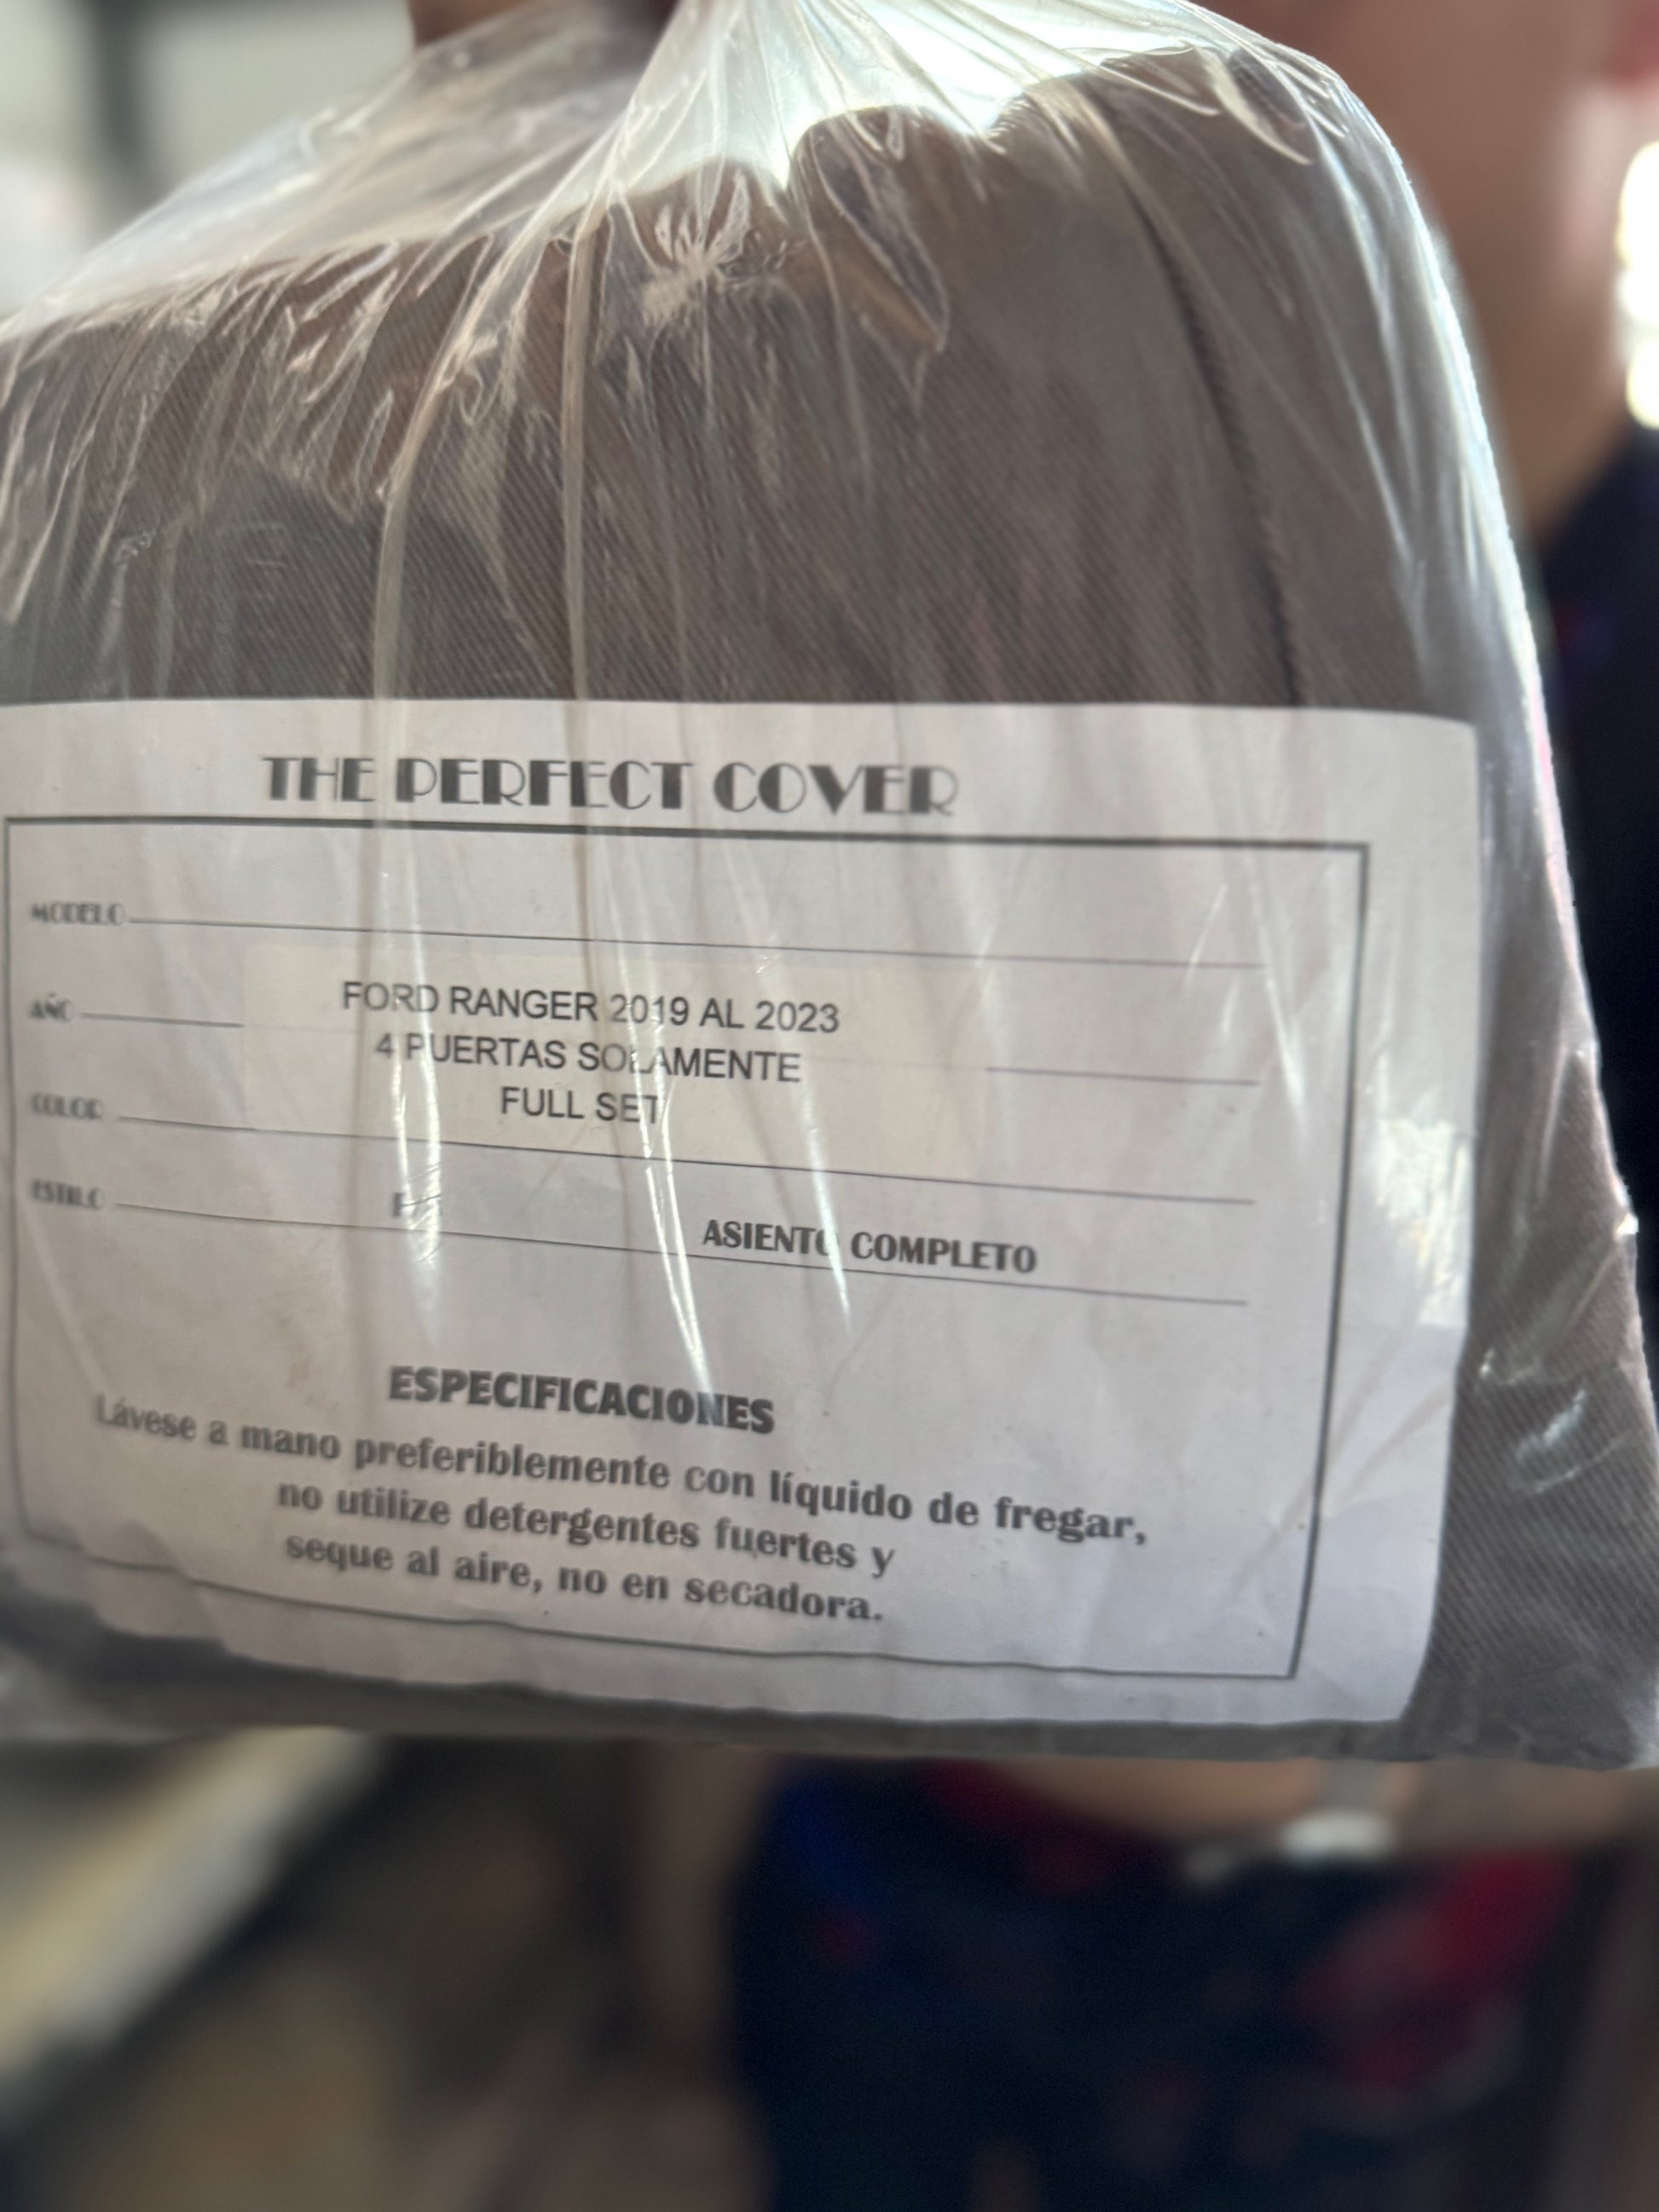 THE PERFECT COVER
MODELO
FORD RANGER 2019 AL 2023
AÑO
4 PUERTAS SOLAMENTE
FULL SET
COLOR
ESTILO
ASIENTO COMPLETO
ESPECIFICACIONES
Lávese a mano preferiblemente con líquido de fregar,
no utilize detergentes fuertes y
seque al aire, no en secadora.